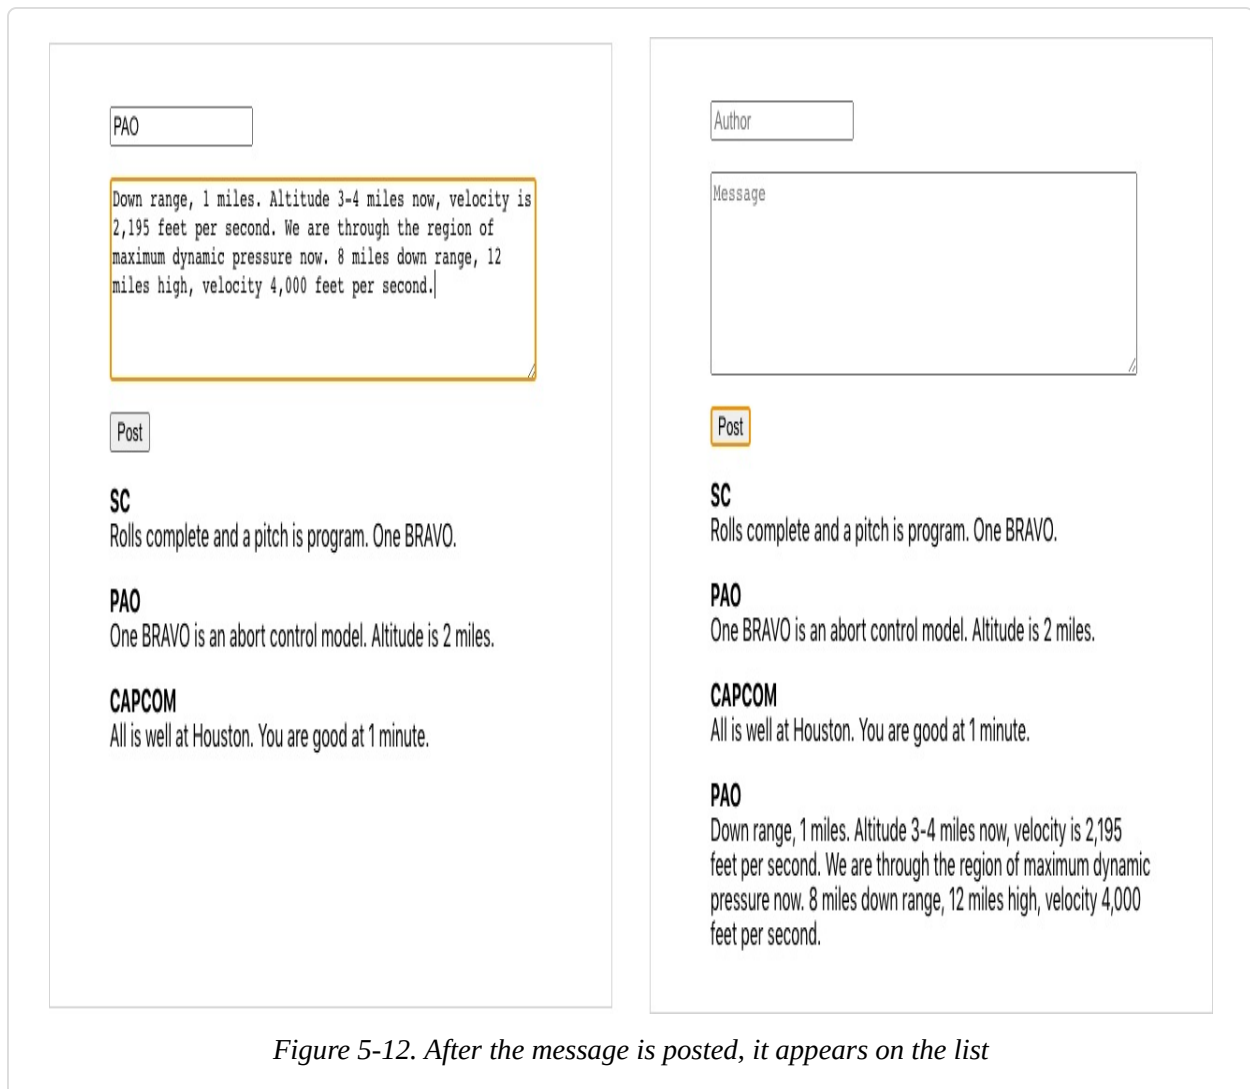 PAO
Down range, 1 miles. Altitude 3-4 miles now, velocity is
2,195 feet per second. We are through the region of
maximum dynamic pressure now. 8 miles down range, 12
miles high, velocity 4,000 feet per second.
Post
SC
Rolls complete and a pitch is program. One BRAVO.
PAO
One BRAVO is an abort control model. Altitude is 2 miles.
CAPCOM
All is well at Houston. You are good at 1 minute.
Author
Message
Post
SC
Rolls complete and a pitch is program. One BRAVO.
PAO
One BRAVO is an abort control model. Altitude is 2 miles.
CAPCOM
All is well at Houston. You are good at 1 minute.
PAO
Down range, 1 miles. Altitude 3-4 miles now, velocity is 2,195
feet per second. We are through the region of maximum dynamic
pressure now. 8 miles down range, 12 miles high, velocity 4,000
feet per second.
Figure 5-12. After the message is posted, it appears on the list